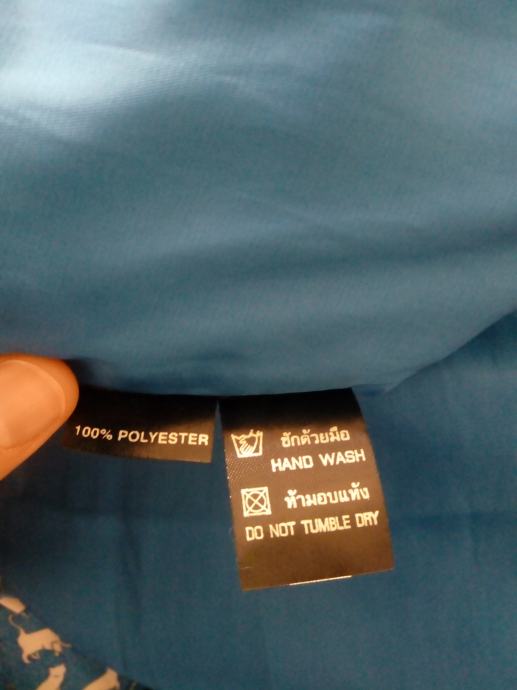 100% POLYESTER
ฮักด้วยมือ
HAND WASH
ห้ามอบแห้ง
DO NOT TUMBLE DRY